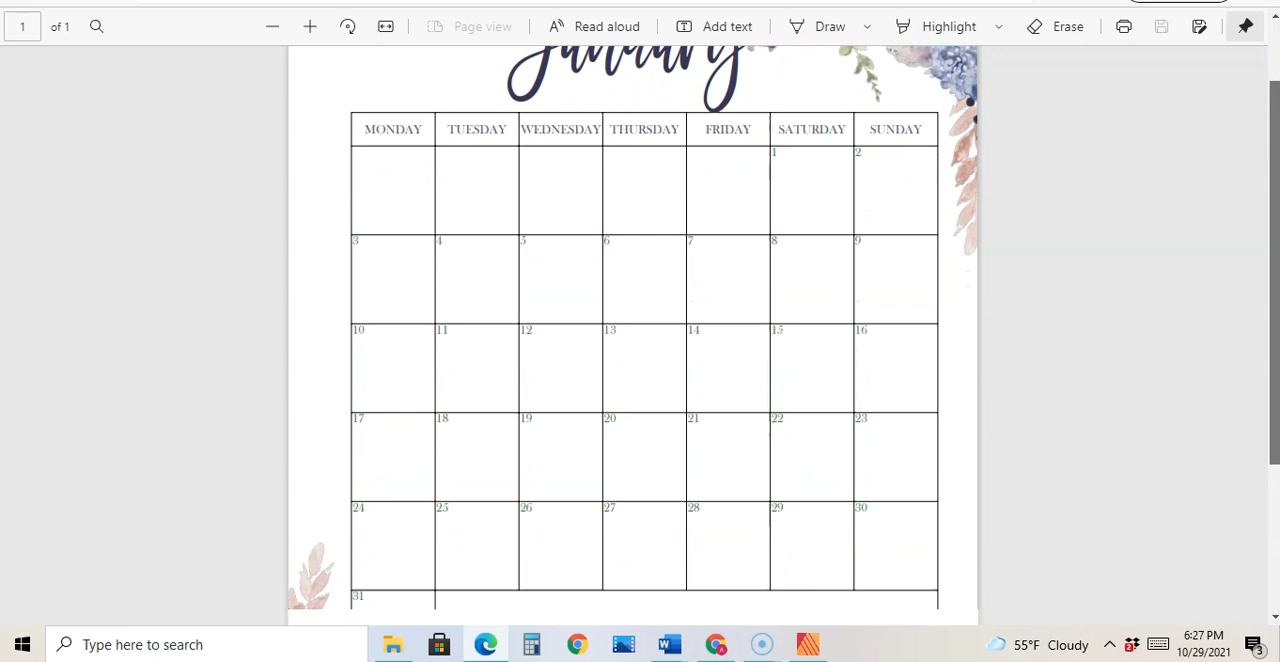 1 of 1 Page view Read aloud Add text Draw Highlight Erase
January
MONDAY TUESDAY WEDNESDAY THURSDAY FRIDAY SATURDAY SUNDAY
1 2
3 4 5 6 7 8 9
10 11 12 13 14 15 16
17 18 19 20 21 22 23
24 25 26 27 28 29 30
31
Type here to search
W
A
2
55°F Cloudy
6:27 PM
10/29/2021
3